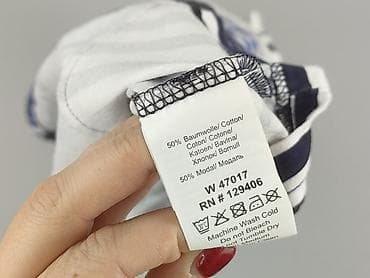 50% Baumwolle/ Cotton/
Coton/ Cotone/
Katoen/ Bavlna/
Хлопок/ Bomull
50% Modal/ Модаль
W 47017
RN # 129406
Machine Wash Cold
Do not Bleach
Not Tumble Dry